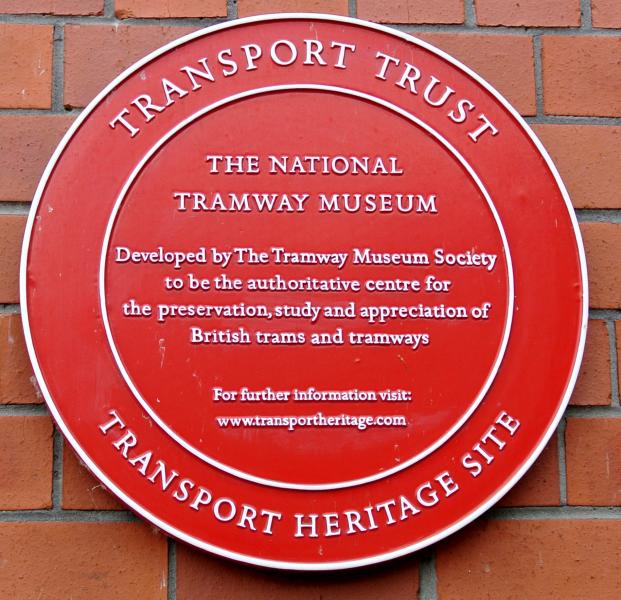 TRANSPORT TRUST
THE NATIONAL
TRAMWAY MUSEUM
Developed by The Tramway Museum Society
to be the authoritative centre for
the preservation, study and appreciation of
British trams and tramways
For further information visit:
www.transportheritage.com
TRANSPORT HERITAGE SITE